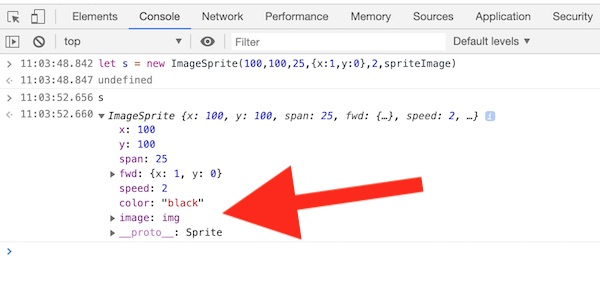 Elements Console Sources Network Performance Memory Sources Application Security
top Filter Default levels ▼
> 11:03:48.842 let s = new ImageSprite(100,100,25,{x:1,y:0},2,spriteImage)
<· 11:03:48.847 undefined
> 11:03:52.656 s
<· 11:03:52.660 ▼ImageSprite {x: 100, y: 100, span: 25, fwd: {…}, speed: 2, …} i
x: 100
y: 100
span: 25
▶ fwd: {x: 1, y: 0}
speed: 2
color: "black"
▶ image: img
▶ __proto__: Sprite
>